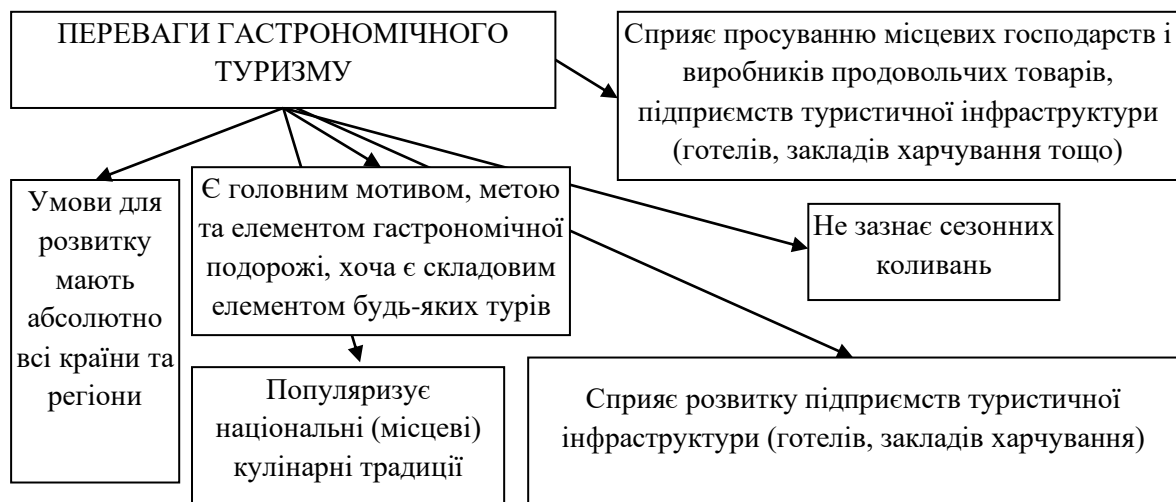 ПЕРЕВАГИ ГАСТРОНОМІЧНОГО
ТУРИЗМУ
Сприяє просуванню місцевих господарств і
виробників продовольчих товарів,
підприємств туристичної інфраструктури
(готелів, закладів харчування тощо)
Умови для
розвитку
мають
абсолютно
всі країни та
регіони
Є головним мотивом, метою
та елементом гастрономічної
подорожі, хоча є складовим
елементом будь-яких турів
Не зазнає сезонних
коливань
Популяризує
національні (місцеві)
кулінарні традиції
Сприяє розвитку підприємств туристичної
інфраструктури (готелів, закладів харчування)